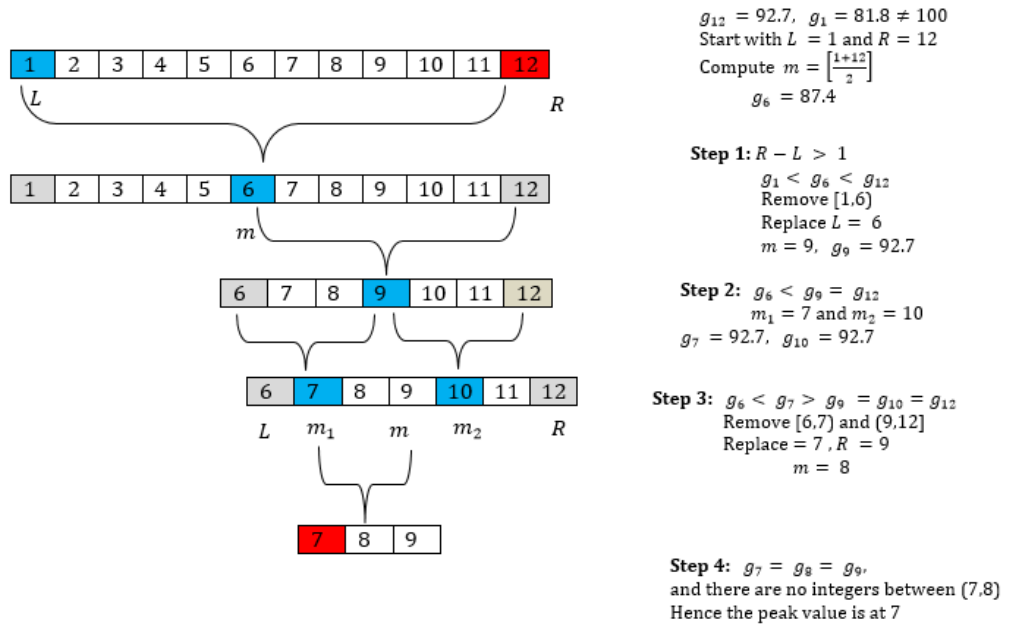 1 2 3 4 5 6 7 8 9 10 11 12
L R
1 2 3 4 5 6 7 8 9 10 11 12
m
6 7 8 9 10 11 12
6 7 8 9 10 11 12
L m₁ m m₂ R
7 8 9
g₁₂ = 92.7, g₁ = 81.8 ≠ 100
Start with L = 1 and R = 12
Compute m = [(1+12)/2]
g₆ = 87.4
Step 1: R − L > 1
g₁ < g₆ < g₁₂
Remove [1,6)
Replace L = 6
m = 9, g₉ = 92.7
Step 2: g₆ < g₉ = g₁₂
m₁ = 7 and m₂ = 10
g₇ = 92.7, g₁₀ = 92.7
Step 3: g₆ < g₇ > g₉ = g₁₀ = g₁₂
Remove [6,7) and (9,12]
Replace = 7 , R = 9
m = 8
Step 4: g₇ = g₈ = g₉,
and there are no integers between (7,8)
Hence the peak value is at 7